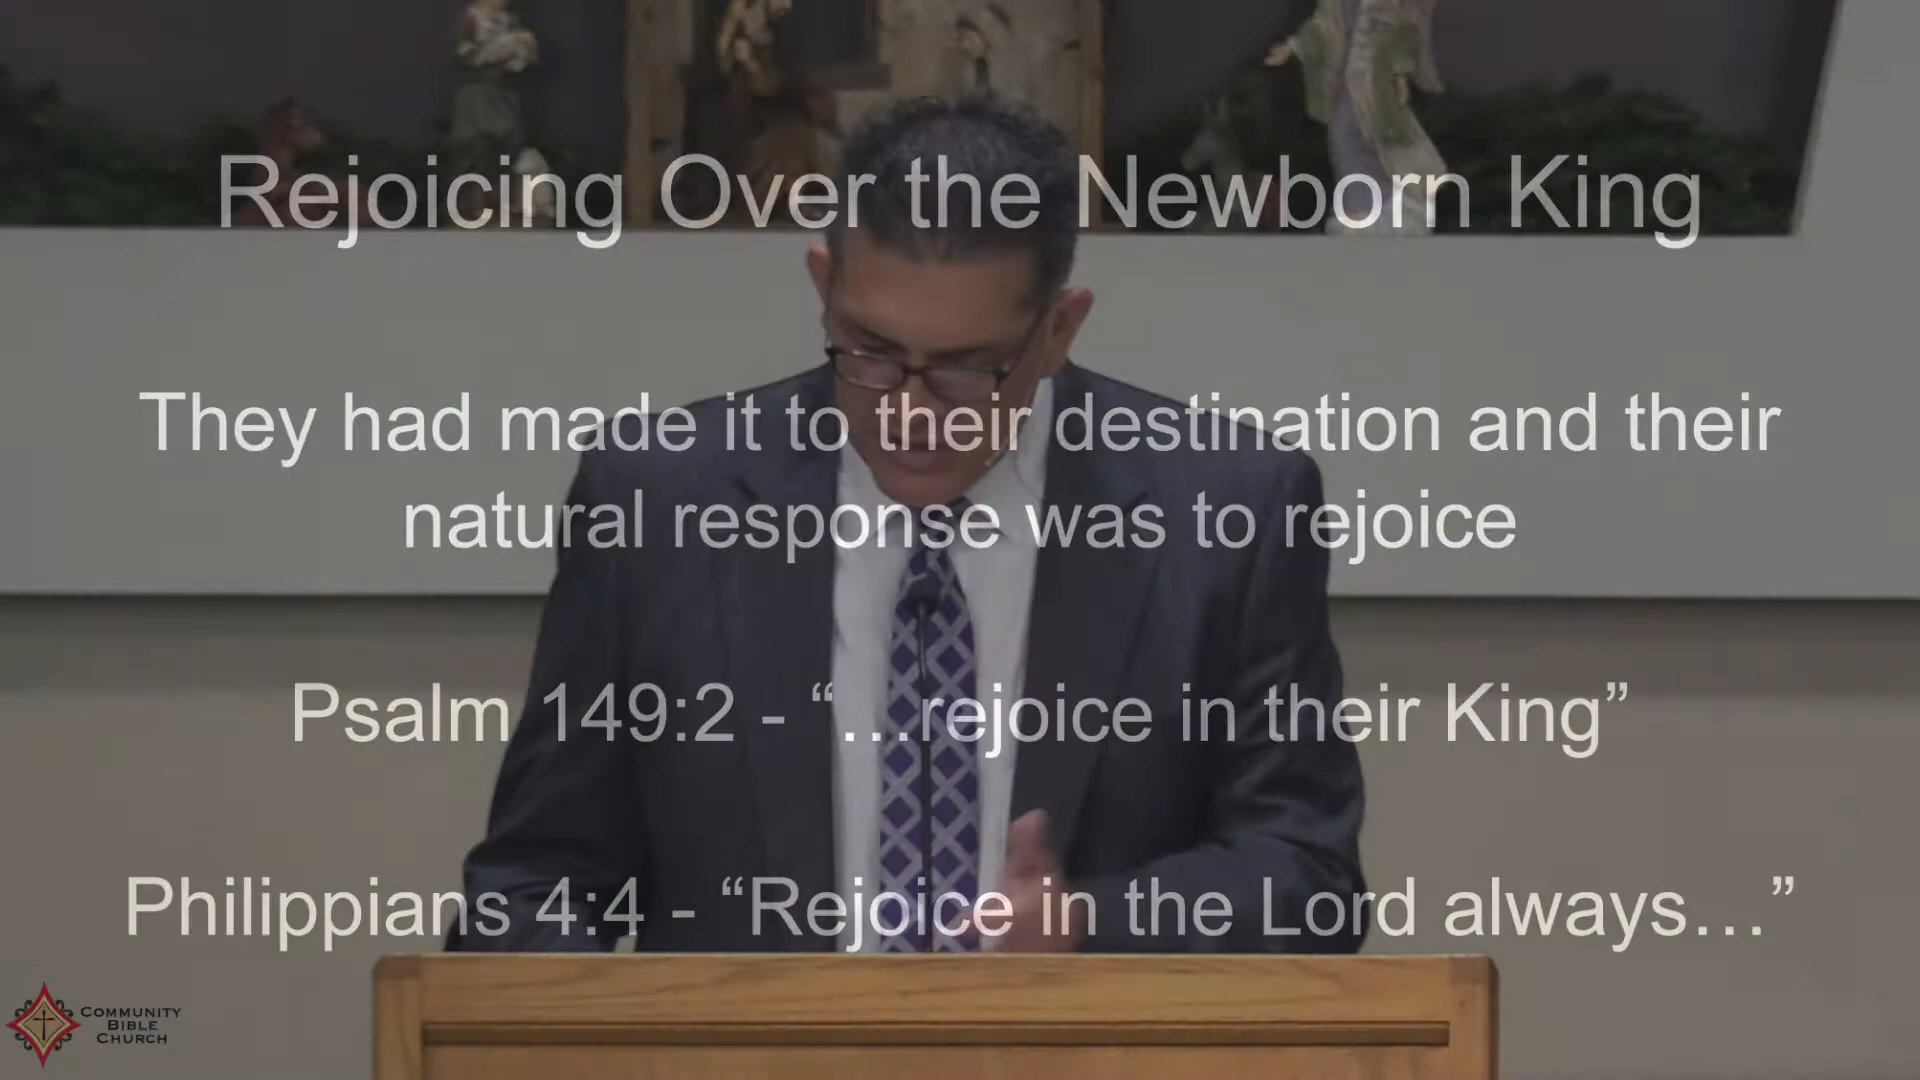 Rejoicing Over the Newborn King
They had made it to their destination and their
natural response was to rejoice
Psalm 149:2 - “…rejoice in their King”
Philippians 4:4 - “Rejoice in the Lord always…”
COMMUNITY
BIBLE
CHURCH